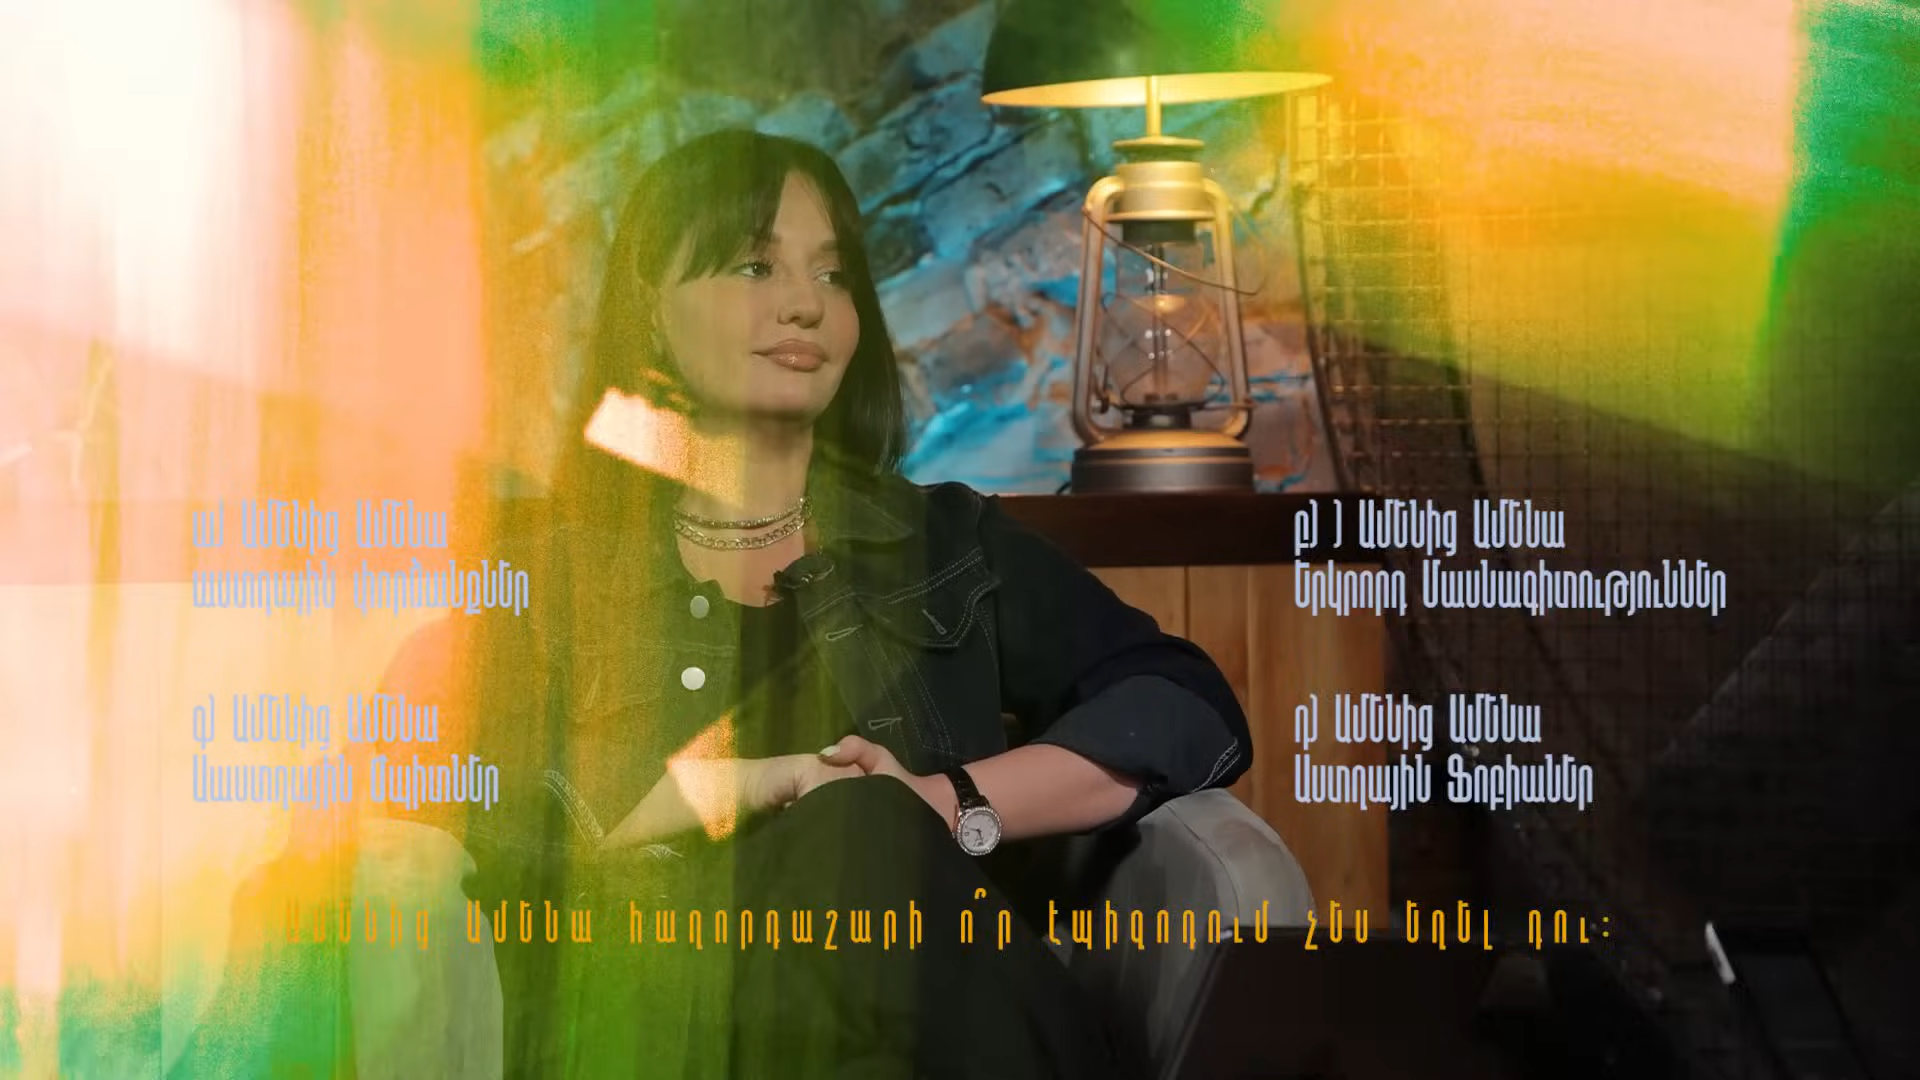 ա) Ամենից Ամենա
աստղային փորձանքներ
բ) ) Ամենից Ամենա
Երկրորդ Մասնագիտություններ
գ) Ամենից Ամենա
Աաստղային Ծպիտներ
դ) Ամենից Ամենա
Աստղային Ֆոբիաներ
Ամենից Ամենա հաղորդաշարի ո՞ր էպիզոդում չես եղել դու։